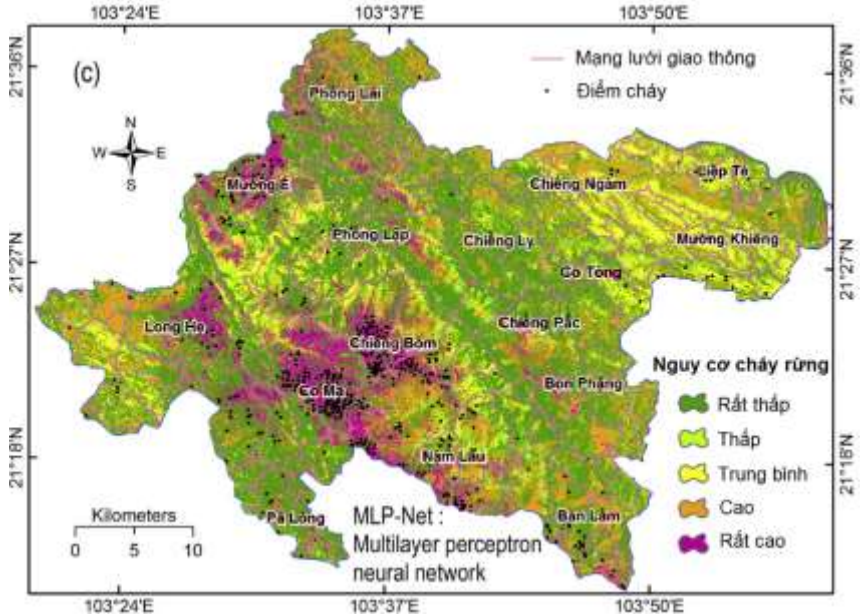 103°24'E 103°37'E 103°50'E
21°36'N 21°36'N
(c)
Mạng lưới giao thông
Điểm cháy
Phổng Lái
N
W E
S
Mường É
Chiềng Ngàm
Liệp Tè
Phổng Lập
Chiềng Ly
Mường Khiêng
21°27'N 21°27'N
Co Tòng
Long Hẹ
Chiềng Bôm
Chiềng Pấc
Nguy cơ cháy rừng
Co Mạ
Bon Phặng
Rất thấp
Thấp
21°18'N 21°18'N
Nậm Lầu
Trung bình
Kilometers
0 5 10
Pá Lông
MLP-Net :
Bản Lầm
Cao
Multilayer perceptron
Rất cao
neural network
103°24'E 103°37'E 103°50'E